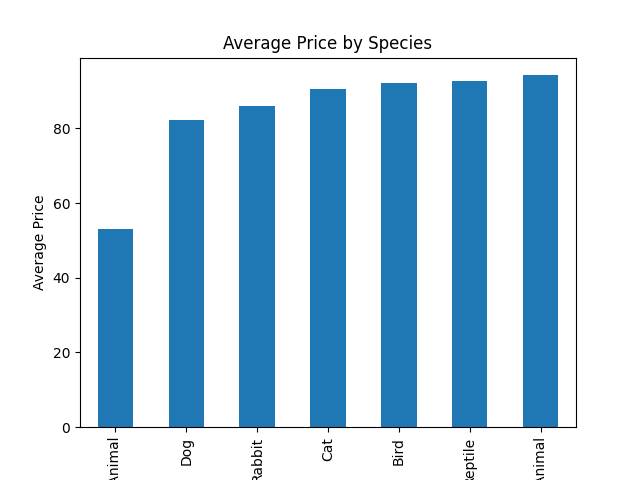 Average Price by Species
Average Price
80
60
40
20
0
Animal
Dog
Rabbit
Cat
Bird
Reptile
Animal